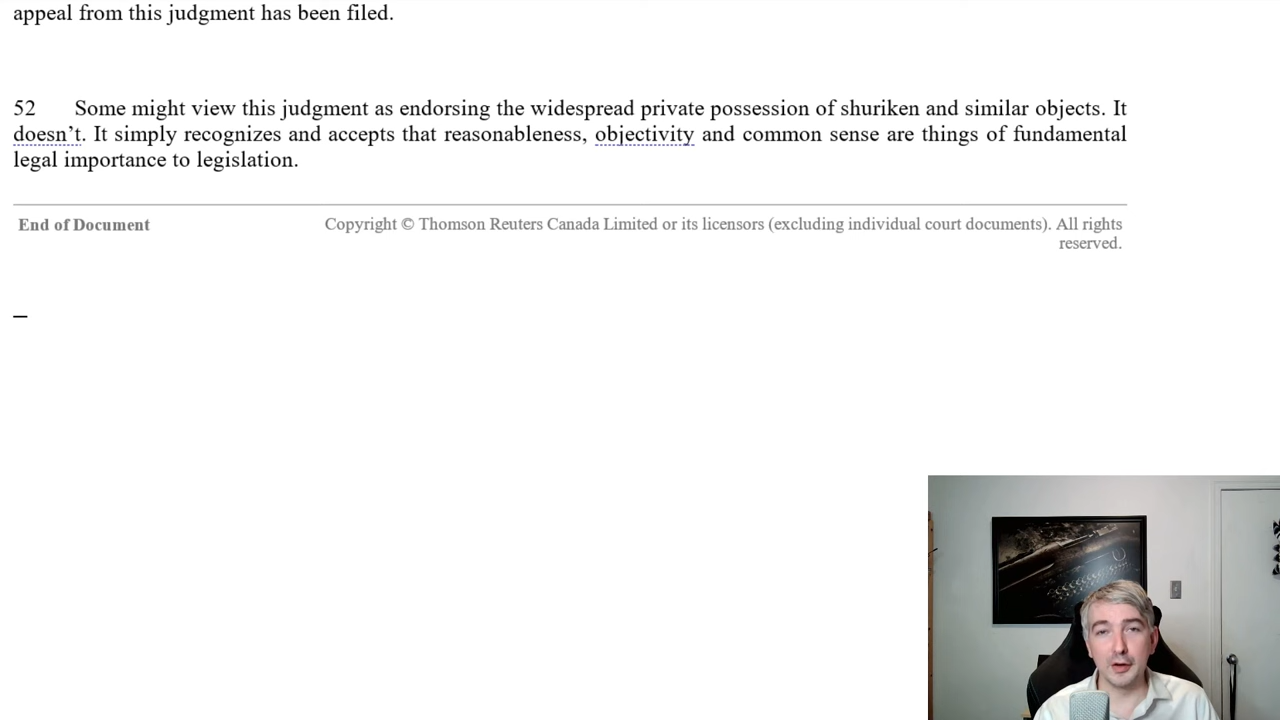 appeal from this judgment has been filed.
52 Some might view this judgment as endorsing the widespread private possession of shuriken and similar objects. It
doesn't. It simply recognizes and accepts that reasonableness, objectivity and common sense are things of fundamental
legal importance to legislation.
End of Document
Copyright © Thomson Reuters Canada Limited or its licensors (excluding individual court documents). All rights
reserved.